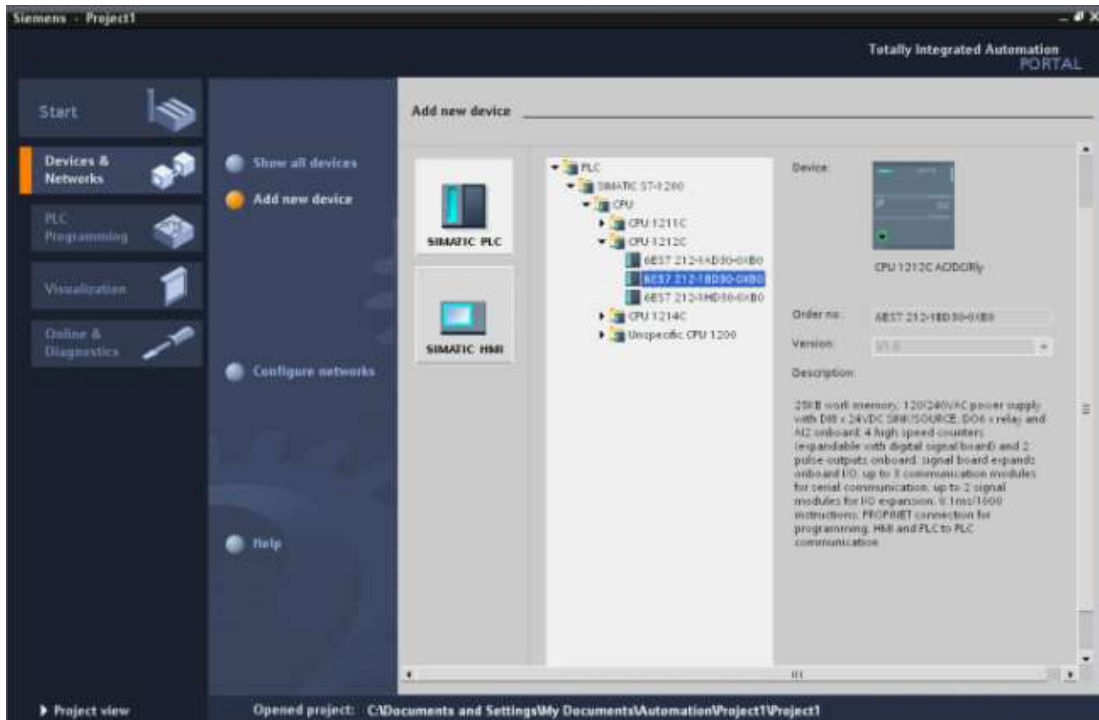 Siemens - Project1
Totally Integrated Automation
PORTAL
Start
Devices &
Networks
PLC
Programming
Visualization
Online &
Diagnostics
Project view
Show all devices
Add new device
Configure networks
Help
Add new device
SIMATIC PLC
SIMATIC HMI
PLC
SIMATIC S7-1200
CPU
CPU 1211C
CPU 1212C
6ES7 212-1AD30-0XB0
6ES7 212-1BD30-0XB0
6ES7 212-1HD30-0XB0
CPU 1214C
Unspecific CPU 1200
Device:
CPU 1212C AC/DC/Rly
Order no.:
6ES7 212-1BD30-0XB0
Version:
V1.0
Description:
25KB work memory; 120/240VAC power supply
with DI8 x 24VDC SINK/SOURCE, DO6 x relay and
AI2 onboard; 4 high speed counters
(expandable with digital signal board) and 2
pulse outputs onboard; signal board expands
onboard I/O; up to 3 communication modules
for serial communication; up to 2 signal
modules for I/O expansion; 0.1ms/1000
instructions; PROFINET connection for
programming, HMI and PLC to PLC
communication
Opened project: C:\Documents and Settings\My Documents\Automation\Project1\Project1